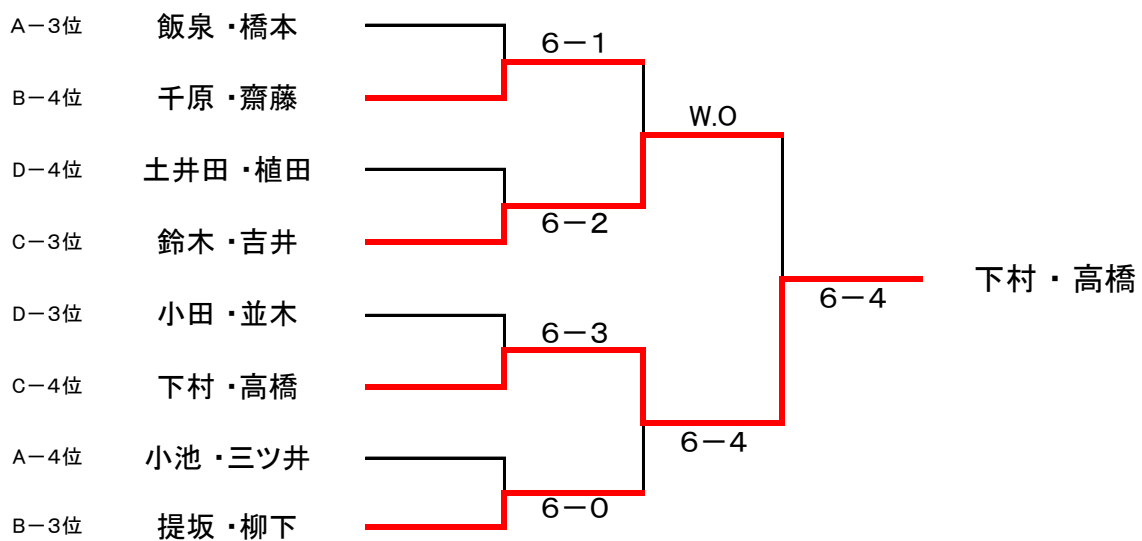 A－3位 飯泉・橋本
6－1
B－4位 千原・齋藤
W.O
D－4位 土井田・植田
6－2
C－3位 鈴木・吉井
下村・高橋
6－4
D－3位 小田・並木
6－3
C－4位 下村・高橋
6－4
A－4位 小池・三ツ井
6－0
B－3位 提坂・柳下